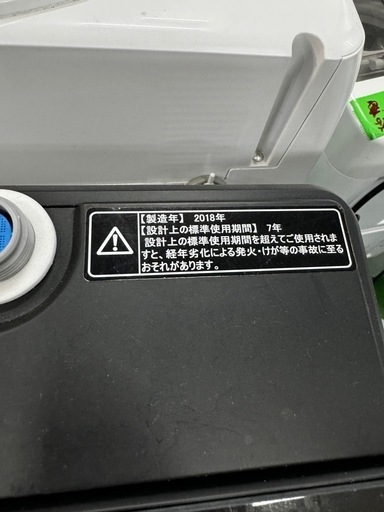 【製造年】 2018年
【設計上の標準使用期間】 7年
設計上の標準使用期間を超えてご使用されま
すと、経年劣化による発火・けが等の事故に至る
おそれがあります。